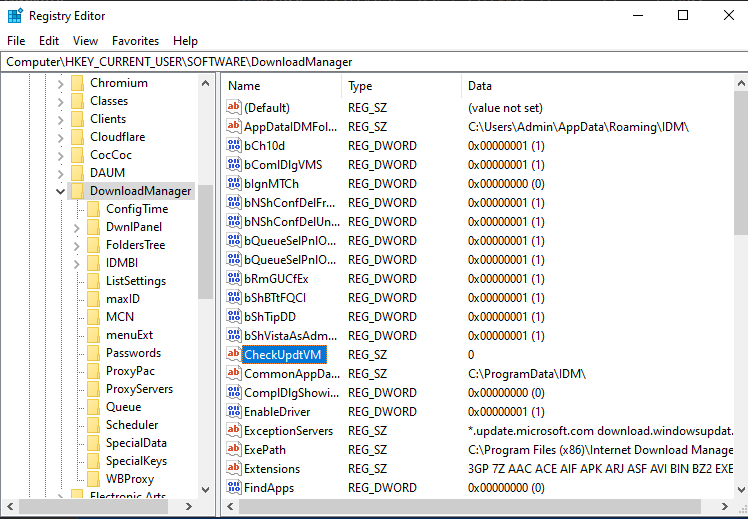 Registry Editor
File Edit View Favorites Help
Computer\HKEY_CURRENT_USER\SOFTWARE\DownloadManager
Chromium
Classes
Clients
Cloudflare
CocCoc
DAUM
DownloadManager
ConfigTime
DwnlPanel
FoldersTree
IDMBI
ListSettings
maxID
MCN
menuExt
Passwords
ProxyPac
ProxyServers
Queue
Scheduler
SpecialData
SpecialKeys
WBProxy
Electronic Arts
Name Type Data
(Default) REG_SZ (value not set)
AppDataIDMFol... REG_SZ C:\Users\Admin\AppData\Roaming\IDM\
bCh10d REG_DWORD 0x00000001 (1)
bComIDlgVMS REG_DWORD 0x00000001 (1)
bIgnMTCh REG_DWORD 0x00000000 (0)
bNShConfDelFr... REG_DWORD 0x00000001 (1)
bNShConfDelUn... REG_DWORD 0x00000001 (1)
bQueueSelPnlO... REG_DWORD 0x00000001 (1)
bQueueSelPnlO... REG_DWORD 0x00000001 (1)
bRmGUCfEx REG_DWORD 0x00000001 (1)
bShBTtFQCl REG_DWORD 0x00000001 (1)
bShTipDD REG_DWORD 0x00000001 (1)
bShVistaAsAdm... REG_DWORD 0x00000001 (1)
CheckUpdtVM REG_SZ 0
CommonAppDa... REG_SZ C:\ProgramData\IDM\
ComplDlgShowi... REG_DWORD 0x00000000 (0)
EnableDriver REG_DWORD 0x00000001 (1)
ExceptionServers REG_SZ *.update.microsoft.com download.windowsupdat.
ExePath REG_SZ C:\Program Files (x86)\Internet Download Manage
Extensions REG_SZ 3GP 7Z AAC ACE AIF APK ARJ ASF AVI BIN BZ2 EXE
FindApps REG_DWORD 0x00000000 (0)